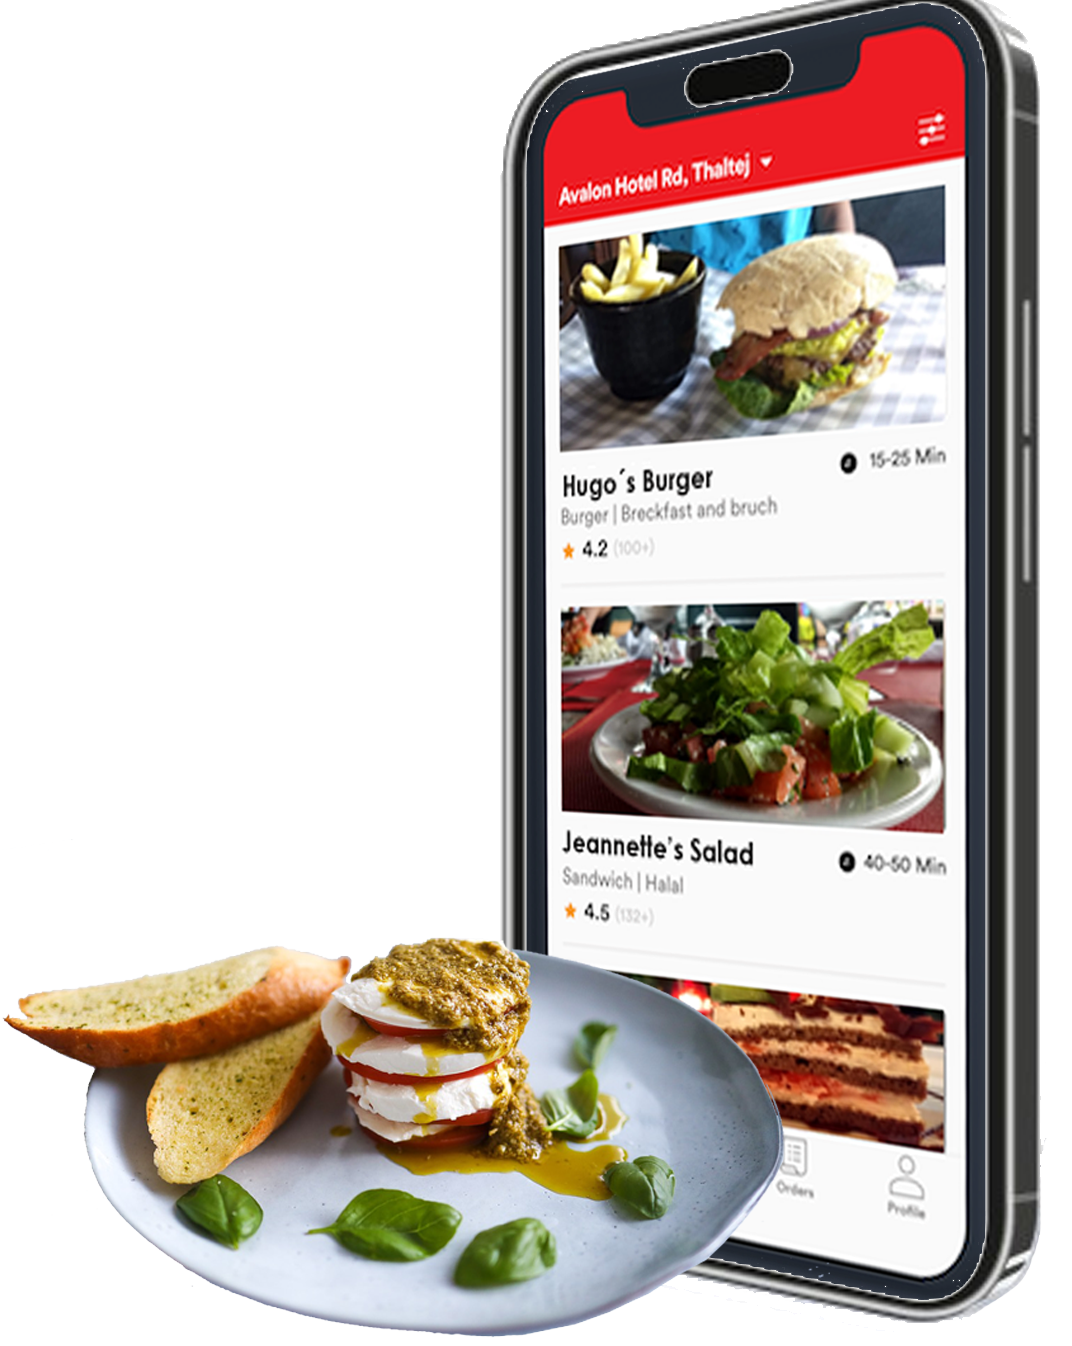 Avalon Hotel Rd, Thaltej
Hugo´s Burger
15-25 Min
Burger | Breckfast and bruch
4.2 (100+)
Jeannette's Salad
40-50 Min
Sandwich | Halal
4.5 (132+)
Orders
Profile